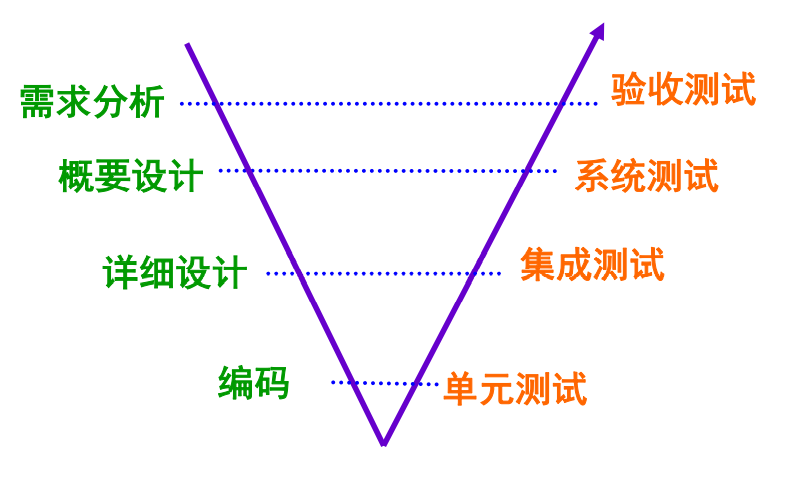 需求分析
验收测试
概要设计
系统测试
详细设计
集成测试
编码
单元测试